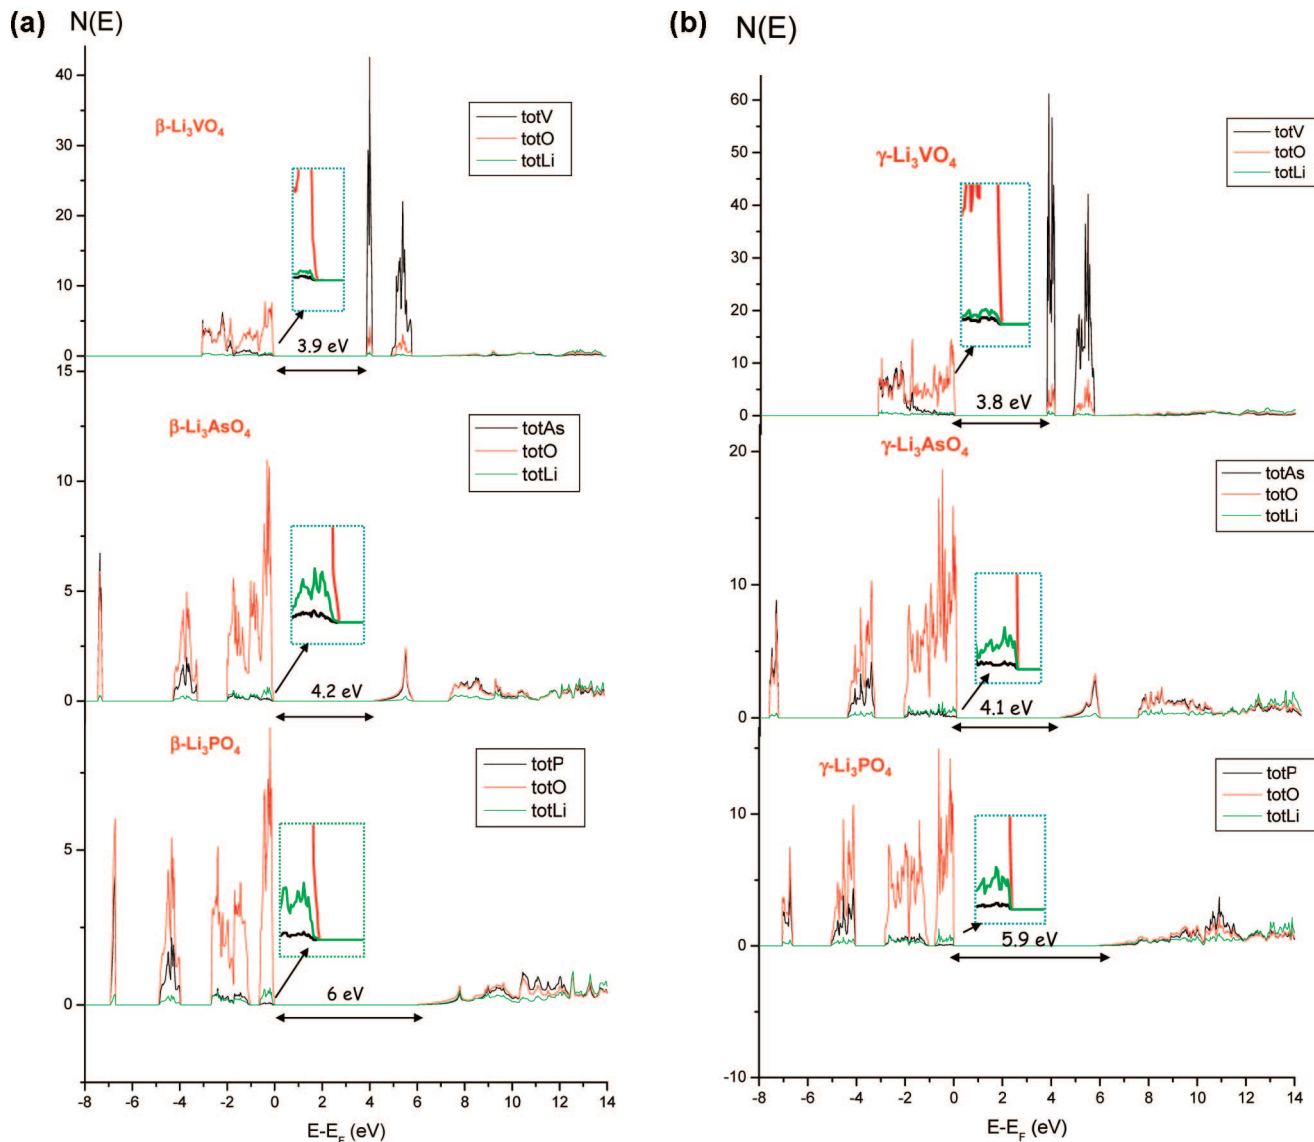 (a) N(E)
40
30
20
10
0
β-Li₃VO₄
totV
totO
totLi
3.9 eV
15
10
5
0
β-Li₃AsO₄
totAs
totO
totLi
4.2 eV
5
0
β-Li₃PO₄
totP
totO
totLi
6 eV
-8 -6 -4 -2 0 2 4 6 8 10 12 14
E-E_F (eV)
(b) N(E)
60
50
40
30
20
10
0
γ-Li₃VO₄
totV
totO
totLi
3.8 eV
20
10
0
γ-Li₃AsO₄
totAs
totO
totLi
4.1 eV
10
0
-10
γ-Li₃PO₄
totP
totO
totLi
5.9 eV
-8 -6 -4 -2 0 2 4 6 8 10 12 14
E-E_F (eV)